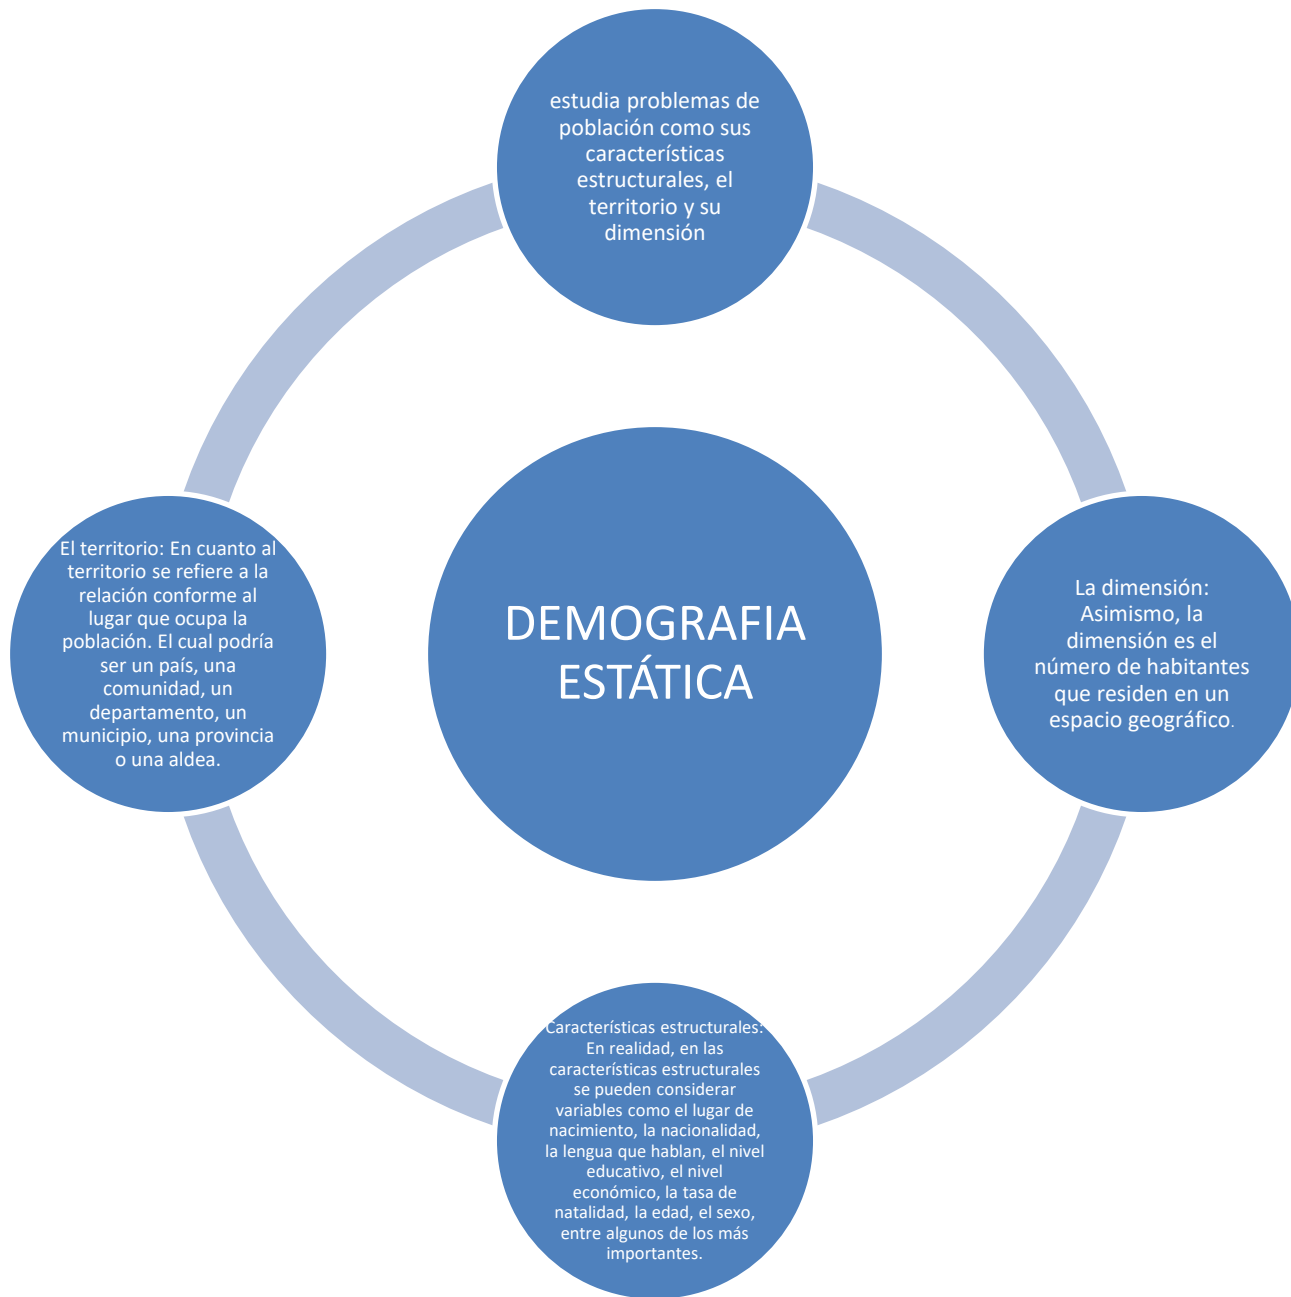 estudia problemas de
población como sus
características
estructurales, el
territorio y su
dimensión
El territorio: En cuanto al
territorio se refiere a la
relación conforme al
lugar que ocupa la
población. El cual podría
ser un país, una
comunidad, un
departamento, un
municipio, una provincia
o una aldea.
DEMOGRAFIA
ESTÁTICA
La dimensión:
Asimismo, la
dimensión es el
número de habitantes
que residen en un
espacio geográfico.
Características estructurales:
En realidad, en las
características estructurales
se pueden considerar
variables como el lugar de
nacimiento, la nacionalidad,
la lengua que hablan, el nivel
educativo, el nivel
económico, la tasa de
natalidad, la edad, el sexo,
entre algunos de los más
importantes.